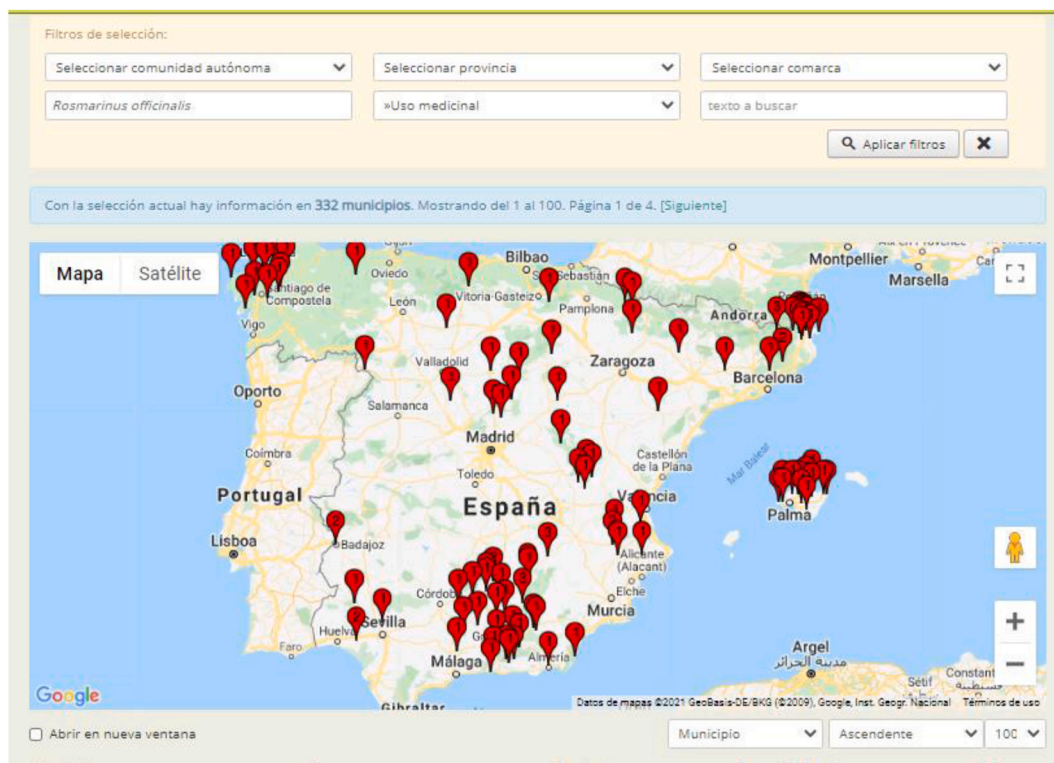 Filtros de selección:
Seleccionar comunidad autónoma
Seleccionar provincia
Seleccionar comarca
Rosmarinus officinalis
»Uso medicinal
texto a buscar
Aplicar filtros
Con la selección actual hay información en 332 municipios. Mostrando del 1 al 100. Página 1 de 4. [Siguiente]
Mapa
Satélite
Bilbao
Montpellier
Marsella
Oviedo
Sebastián
Santiago de
Compostela
León
Vitoria-Gasteiz
Pamplona
Andorra
Vigo
Valladolid
Zaragoza
Barcelona
Oporto
Salamanca
Madrid
Coímbra
Castellón
de la Plana
Mar Balear
Toledo
Portugal
España
Valencia
Palma
Lisboa
Badajoz
Alicante
(Alacant)
Elche
Murcia
Sevilla
Huelva
Faro
Málaga
Almería
Argel
مدينة الجزائر
Sétif
Constant
Google
Gibraltar
Datos de mapas ©2021 GeoBasis-DE/BKG (©2009), Google, Inst. Geogr. Nacional
Términos de uso
Abrir en nueva ventana
Municipio
Ascendente
100